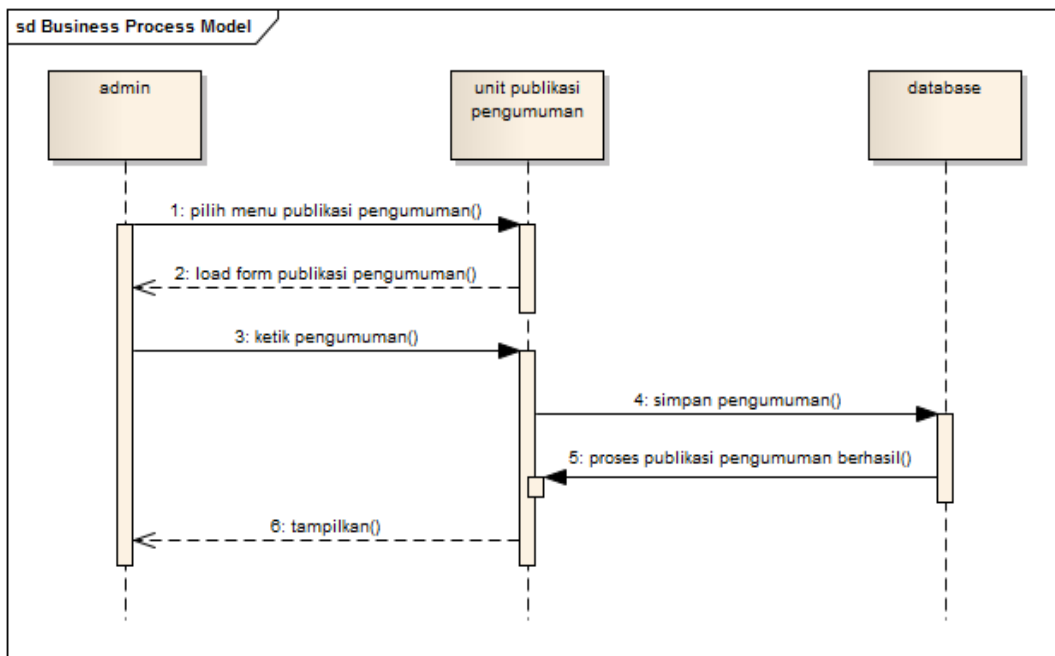 sd Business Process Model
admin
unit publikasi
pengumuman
database
1: pilih menu publikasi pengumuman()
2: load form publikasi pengumuman()
3: ketik pengumuman()
4: simpan pengumuman()
5: proses publikasi pengumuman berhasil()
6: tampilkan()